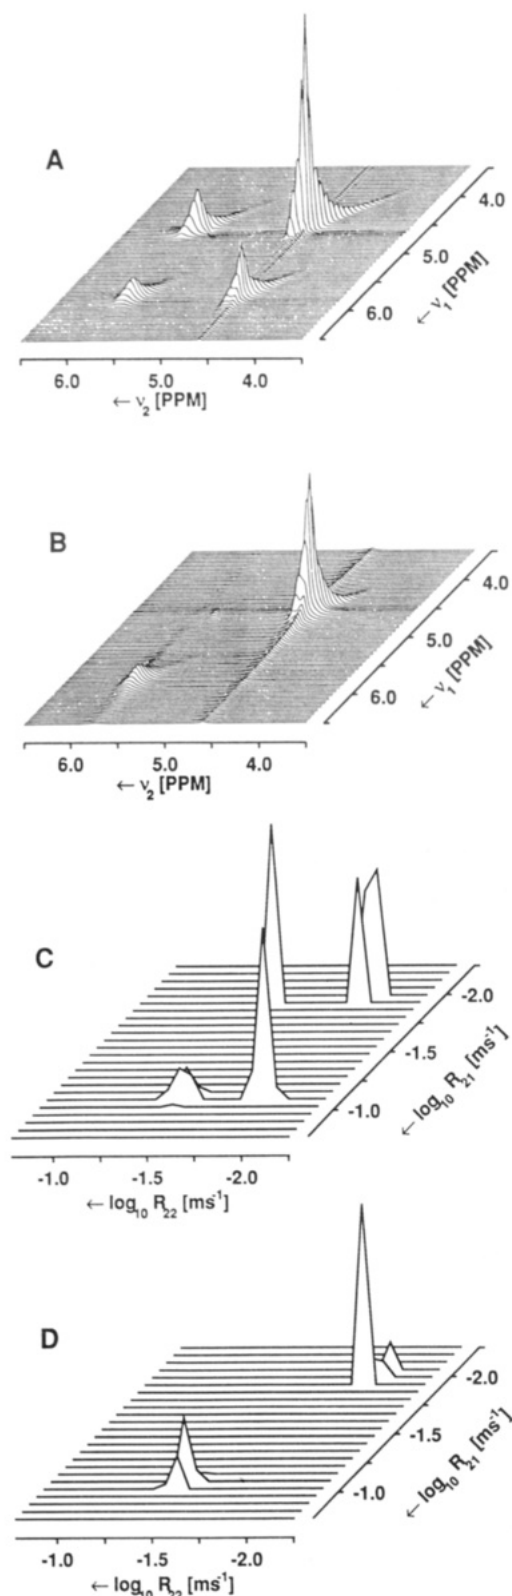 A
4.0
5.0
6.0
← ν1 [PPM]
6.0 5.0 4.0
← ν2 [PPM]
B
4.0
5.0
6.0
← ν1 [PPM]
6.0 5.0 4.0
← ν2 [PPM]
C
-2.0
-1.5
-1.0
← log10 R21 [ms-1]
-1.0 -1.5 -2.0
← log10 R22 [ms-1]
D
-2.0
-1.5
-1.0
← log10 R21 [ms-1]
-1.0 -1.5 -2.0
← log10 R22 [ms-1]